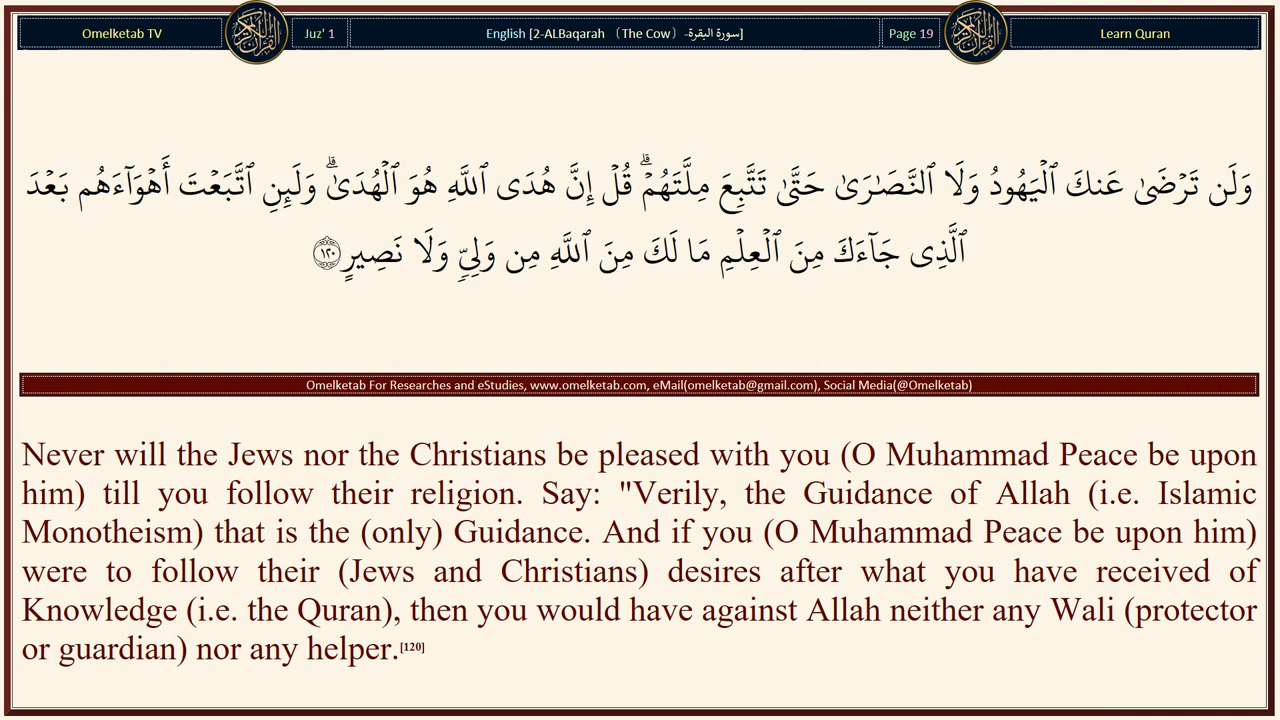 Omelketab TV
Juz' 1
English [2-ALBaqarah （The Cow） -سورة البقرة]
Page 19
Learn Quran
وَلَن تَرۡضَىٰ عَنكَ ٱلۡيَهُودُ وَلَا ٱلنَّصَٰرَىٰ حَتَّىٰ تَتَّبِعَ مِلَّتَهُمۡۗ قُلۡ إِنَّ هُدَى ٱللَّهِ هُوَ ٱلۡهُدَىٰۗ وَلَئِنِ ٱتَّبَعۡتَ أَهۡوَآءَهُم بَعۡدَ
ٱلَّذِى جَآءَكَ مِنَ ٱلۡعِلۡمِ مَا لَكَ مِنَ ٱللَّهِ مِن وَلِىٍّ وَلَا نَصِيرٍ ١٢٠
Omelketab For Researches and eStudies, www.omelketab.com, eMail(omelketab@gmail.com), Social Media(@Omelketab)
Never will the Jews nor the Christians be pleased with you (O Muhammad Peace be upon
him) till you follow their religion. Say: "Verily, the Guidance of Allah (i.e. Islamic
Monotheism) that is the (only) Guidance. And if you (O Muhammad Peace be upon him)
were to follow their (Jews and Christians) desires after what you have received of
Knowledge (i.e. the Quran), then you would have against Allah neither any Wali (protector
or guardian) nor any helper.[120]